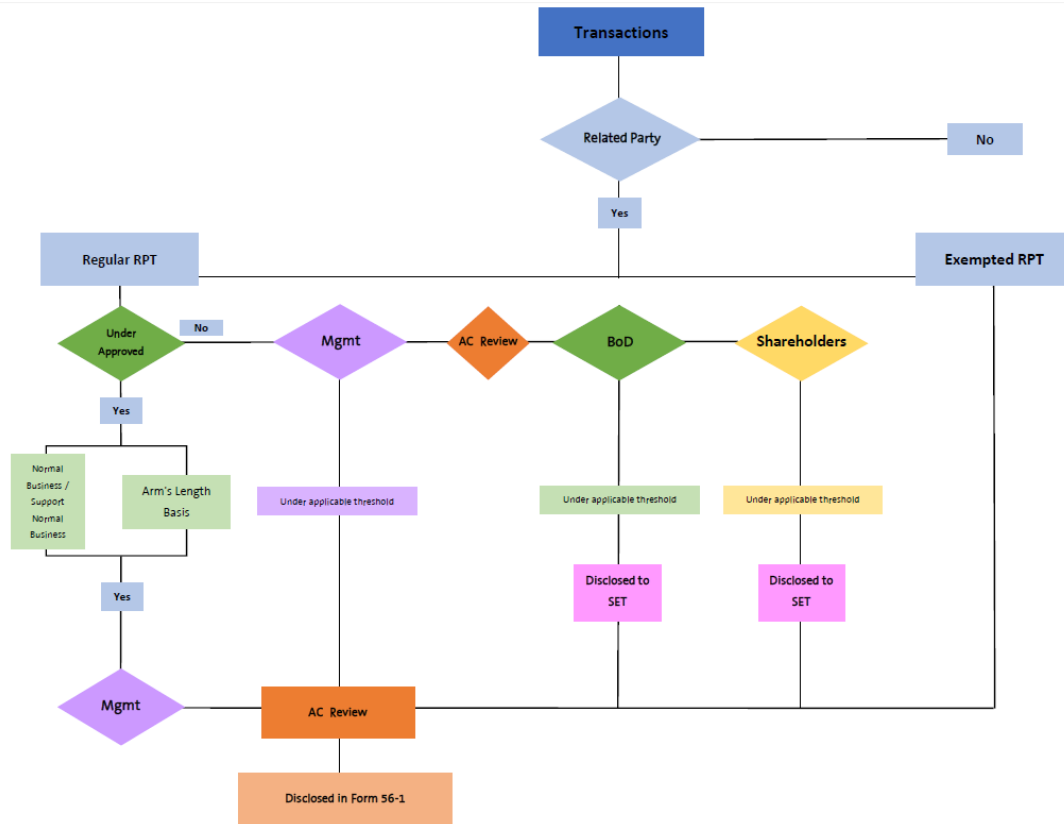 Transactions
Related Party
No
Yes
Regular RPT
Exempted RPT
Under
Approved
No
Mgmt
AC Review
BoD
Shareholders
Yes
Normal
Business /
Support
Normal
Business
Arm's Length
Basis
Under applicable threshold
Under applicable threshold
Under applicable threshold
Disclosed to
SET
Disclosed to
SET
Yes
Mgmt
AC Review
Disclosed in Form 56-1